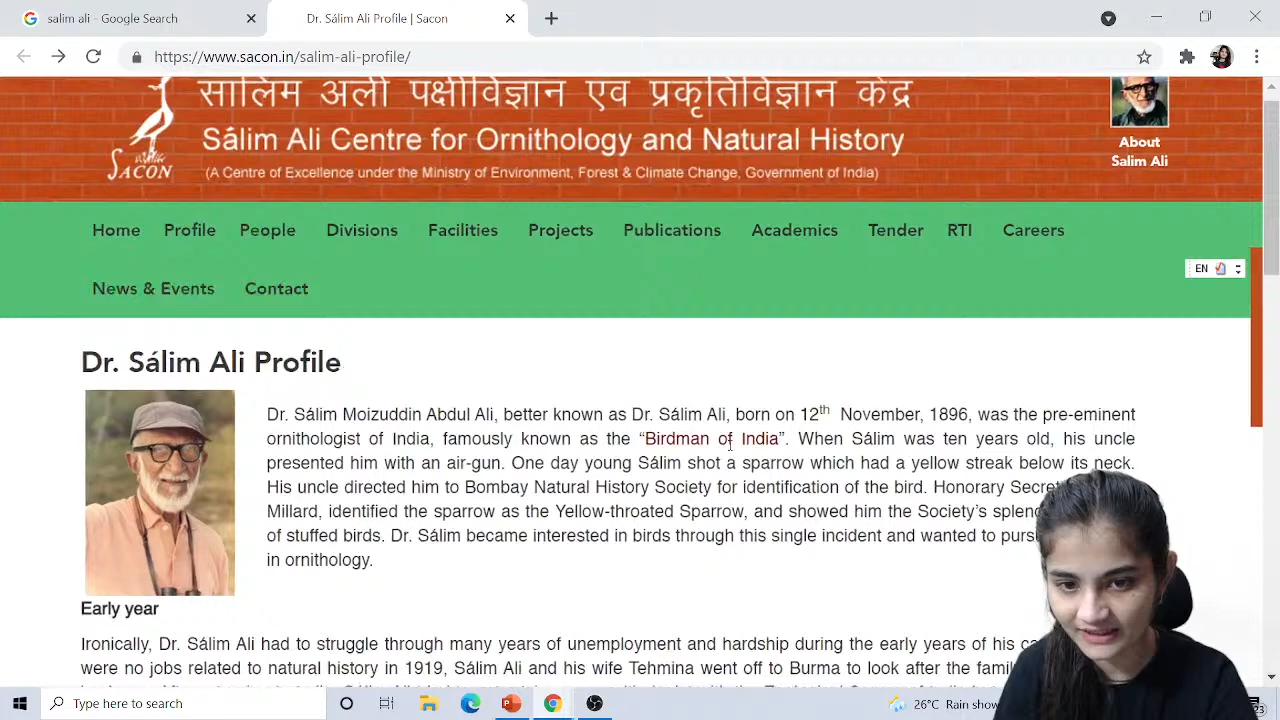 salim ali - Google Search
Dr. Sálim Ali Profile | Sacon
https://www.sacon.in/salim-ali-profile/
सालिम अली पक्षीविज्ञान एवं प्रकृतिविज्ञान केंद्र
Sálim Ali Centre for Ornithology and Natural History
(A Centre of Excellence under the Ministry of Environment, Forest & Climate Change, Government of India)
SACON
About
Salim Ali
Home Profile People Divisions Facilities Projects Publications Academics Tender RTI Careers
EN
News & Events Contact
Dr. Sálim Ali Profile
Dr. Sálim Moizuddin Abdul Ali, better known as Dr. Sálim Ali, born on 12th November, 1896, was the pre-eminent
ornithologist of India, famously known as the “Birdman of India”. When Sálim was ten years old, his uncle
presented him with an air-gun. One day young Sálim shot a sparrow which had a yellow streak below its neck.
His uncle directed him to Bombay Natural History Society for identification of the bird. Honorary
Millard, identified the sparrow as the Yellow-throated Sparrow, and showed him the Society’s
of stuffed birds. Dr. Sálim became interested in birds through this single incident and wanted to
in ornithology.
Early year
Ironically, Dr. Sálim Ali had to struggle through many years of unemployment and hardship during the early years of his
were no jobs related to natural history in 1919, Sálim Ali and his wife Tehmina went off to Burma to look after the
Type here to search
26°C Rain